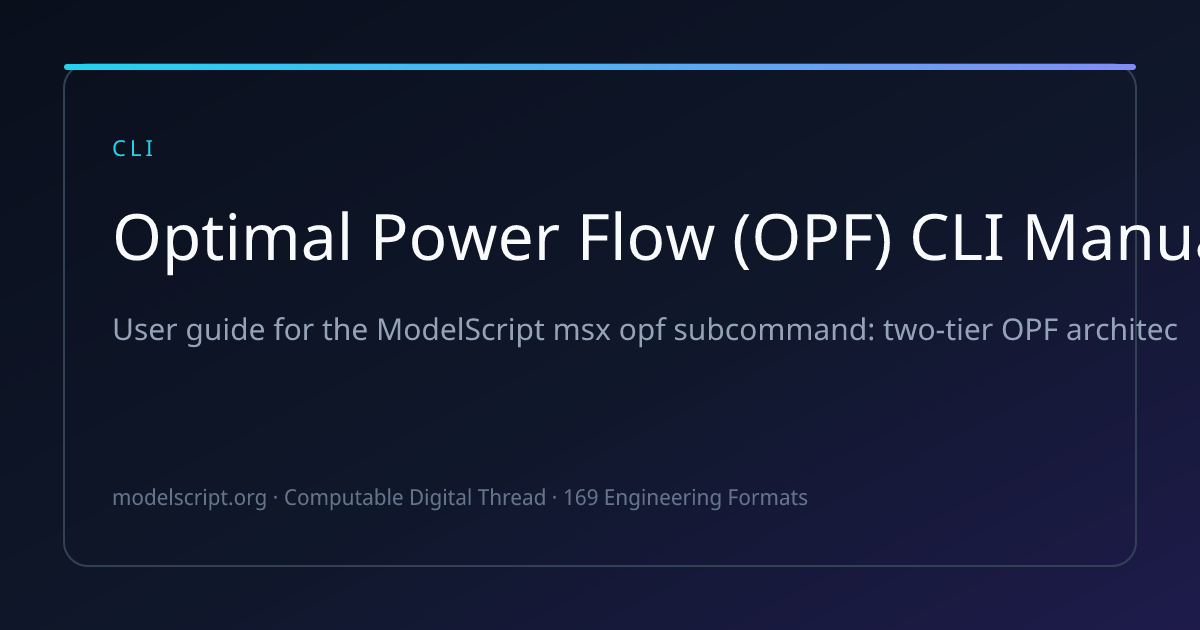 CLI
Optimal Power Flow (OPF) CLI Manua
User guide for the ModelScript msx opf subcommand: two-tier OPF architec
modelscript.org · Computable Digital Thread · 169 Engineering Formats